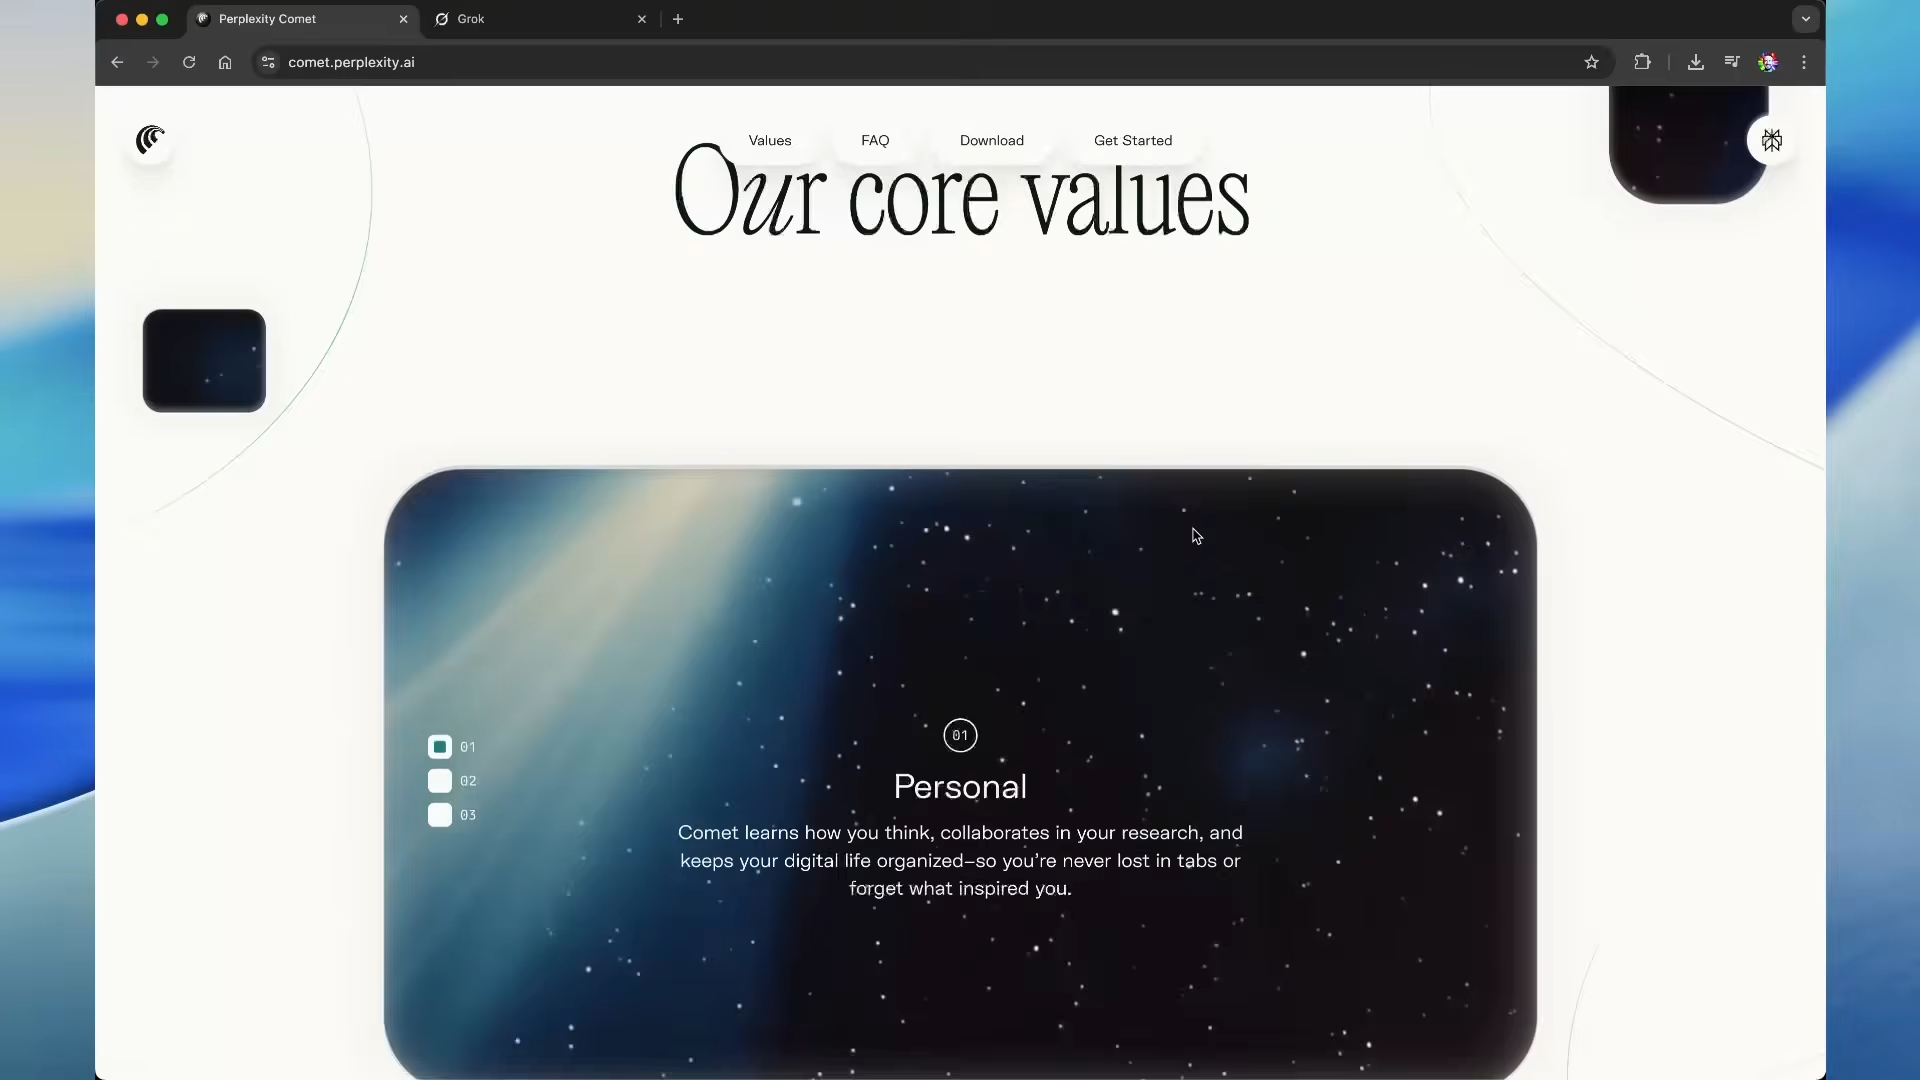 Perplexity Comet
Grok
comet.perplexity.ai
Values
FAQ
Download
Get Started
Our core values
01
02
03
01
Personal
Comet learns how you think, collaborates in your research, and
keeps your digital life organized–so you’re never lost in tabs or
forget what inspired you.